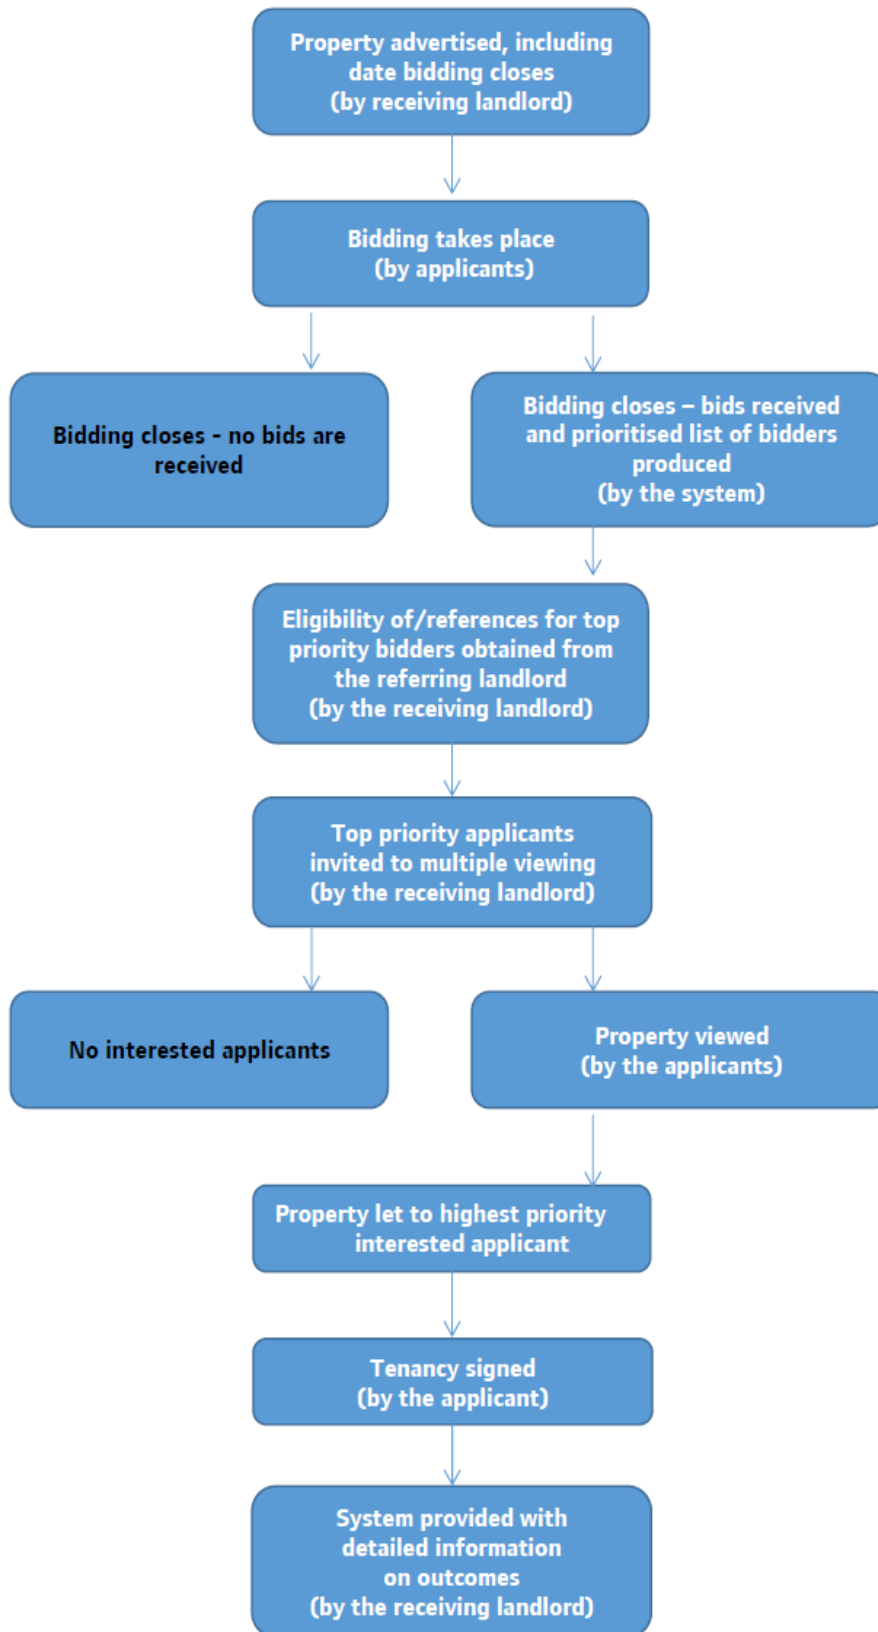 Property advertised, including
date bidding closes
(by receiving landlord)
Bidding takes place
(by applicants)
Bidding closes - no bids are
received
Bidding closes – bids received
and prioritised list of bidders
produced
(by the system)
Eligibility of/references for top
priority bidders obtained from
the referring landlord
(by the receiving landlord)
Top priority applicants
invited to multiple viewing
(by the receiving landlord)
No interested applicants
Property viewed
(by the applicants)
Property let to highest priority
interested applicant
Tenancy signed
(by the applicant)
System provided with
detailed information
on outcomes
(by the receiving landlord)